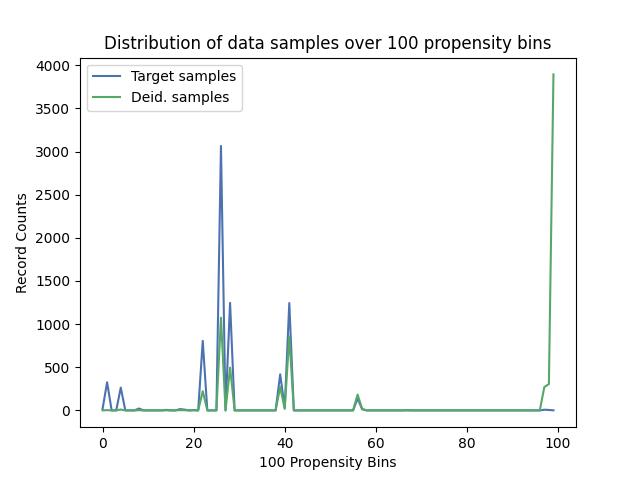 Distribution of data samples over 100 propensity bins
Target samples
Deid. samples
4000
3500
3000
2500
2000
1500
1000
500
0
Record Counts
0 20 40 60 80 100
100 Propensity Bins